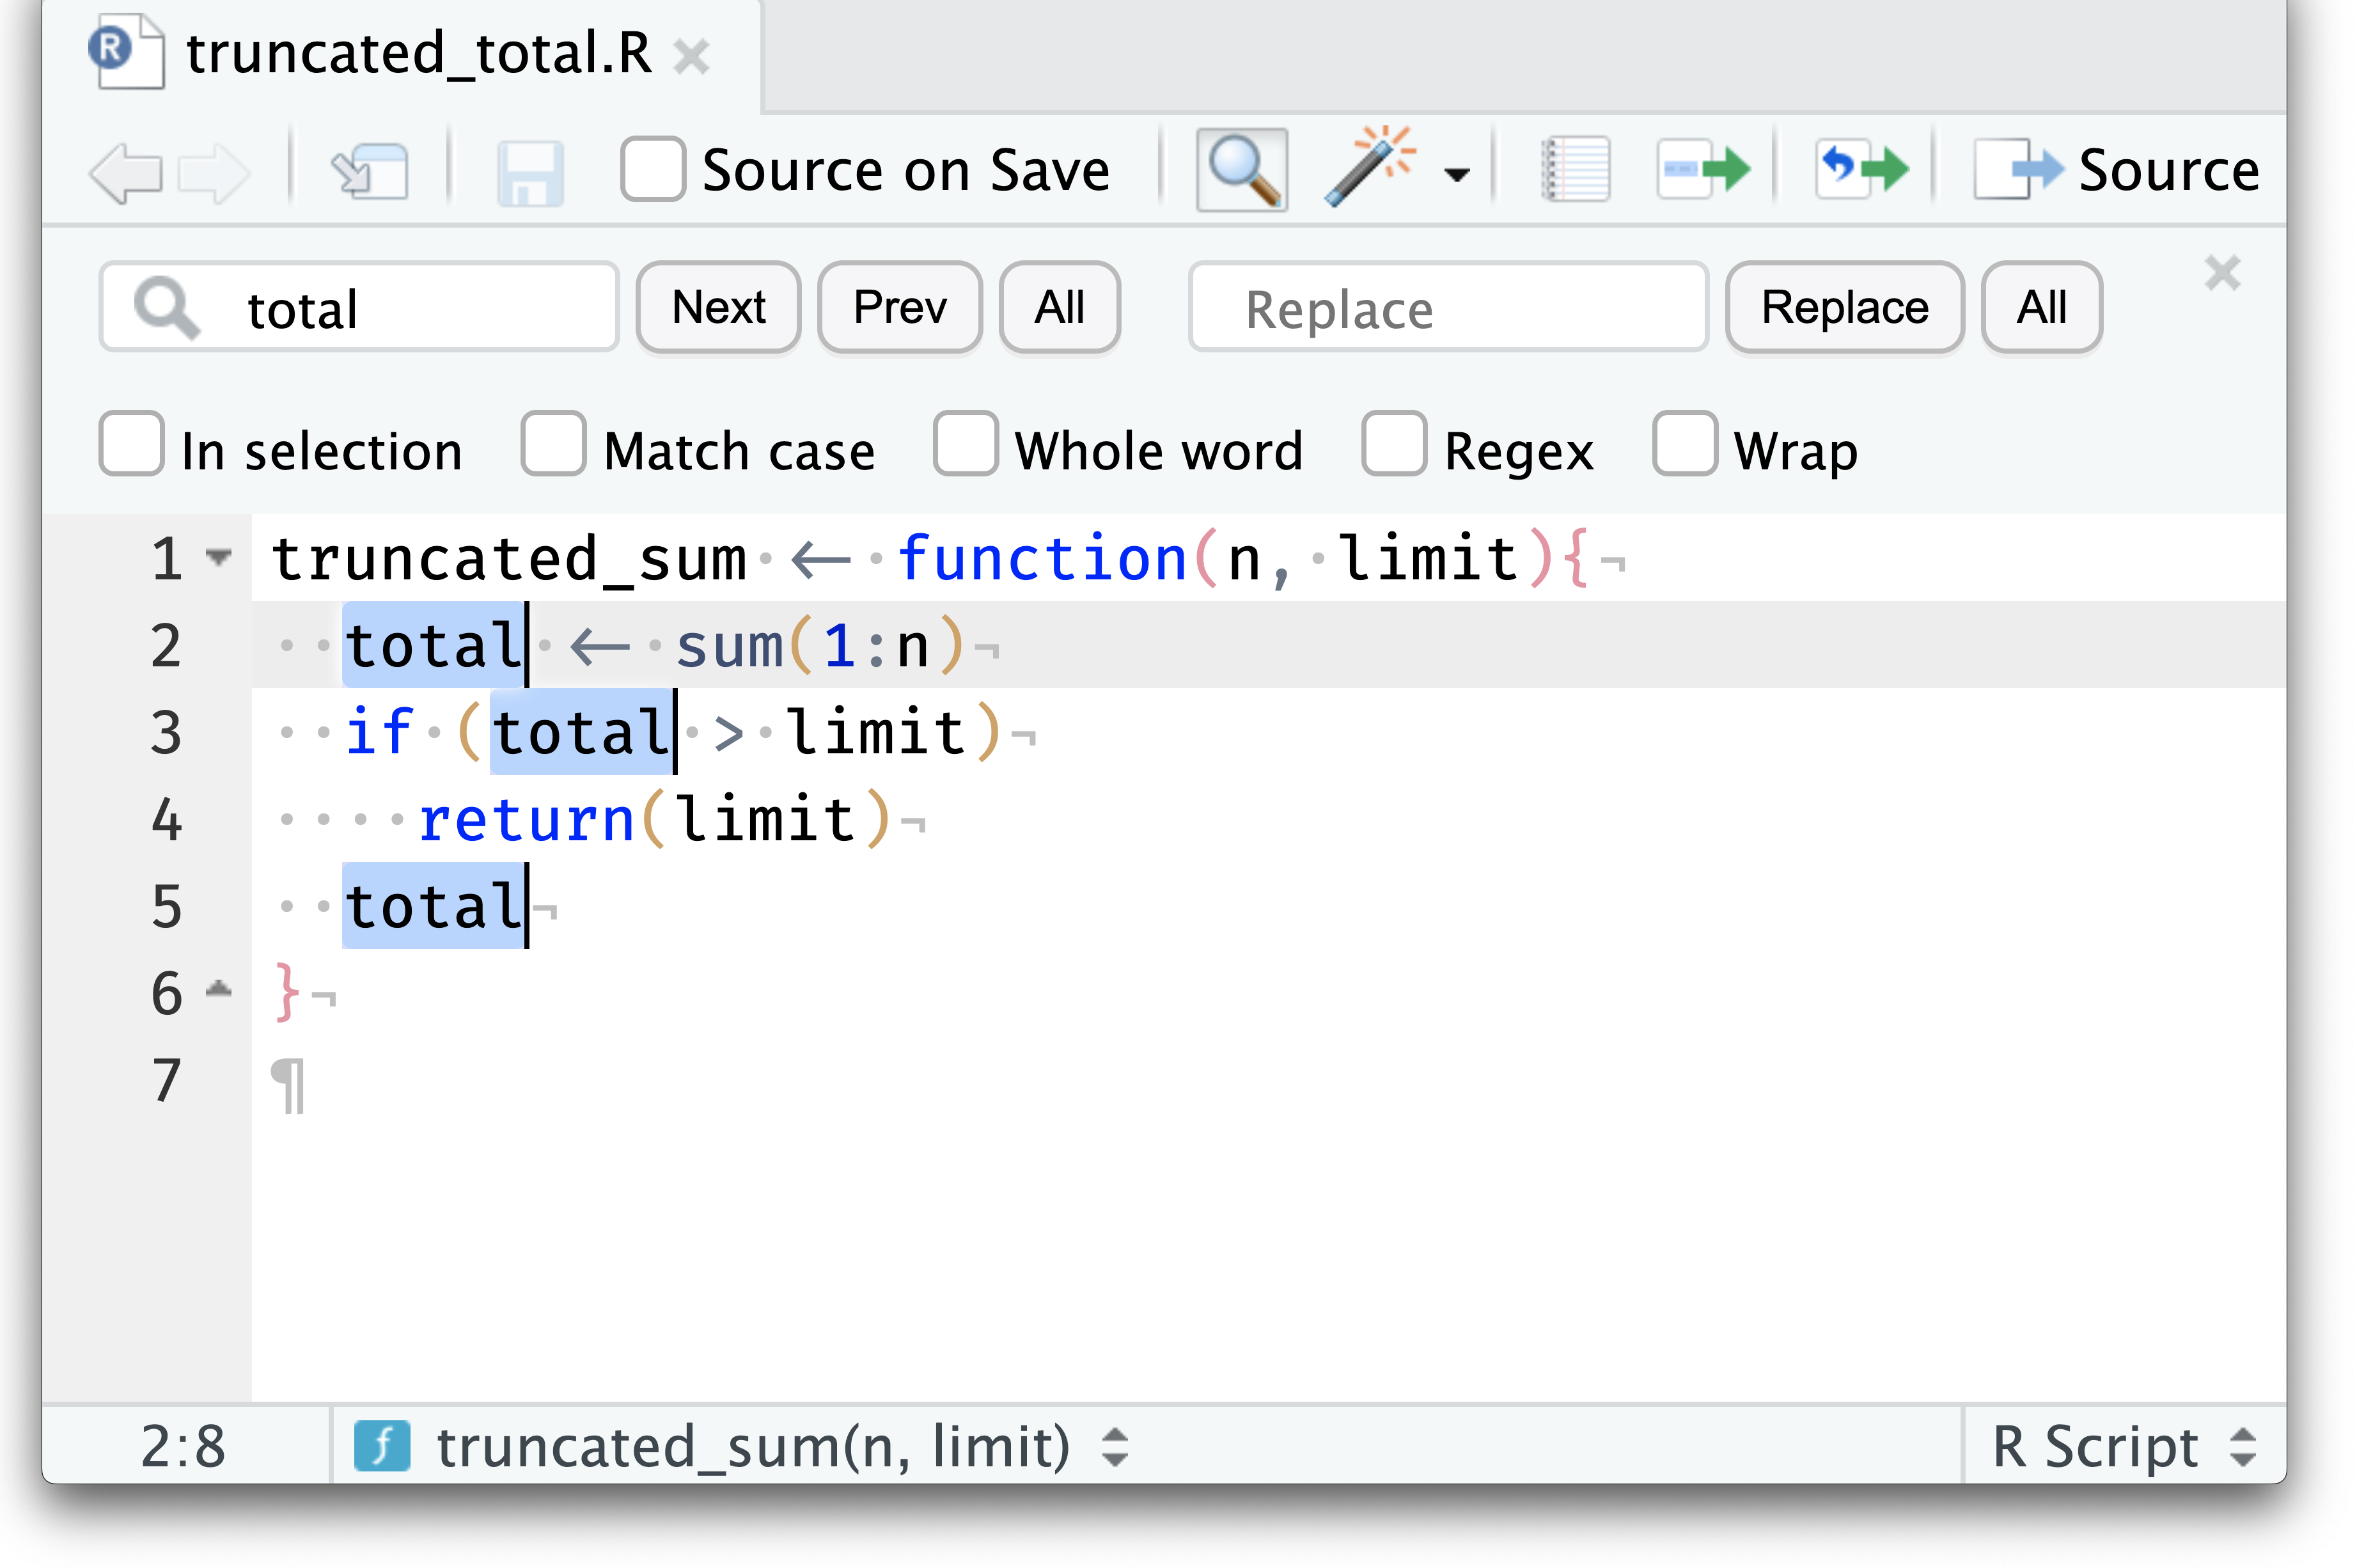 truncated_total.R
Source on Save Source
total Next Prev All Replace Replace All
In selection Match case Whole word Regex Wrap
1 truncated_sum·←·function(n,·limit){¬
2 ··total·←·sum(1:n)¬
3 ··if·(total·>·limit)¬
4 ····return(limit)¬
5 ··total¬
6 }¬
7 ¶
2:8 f truncated_sum(n, limit) R Script